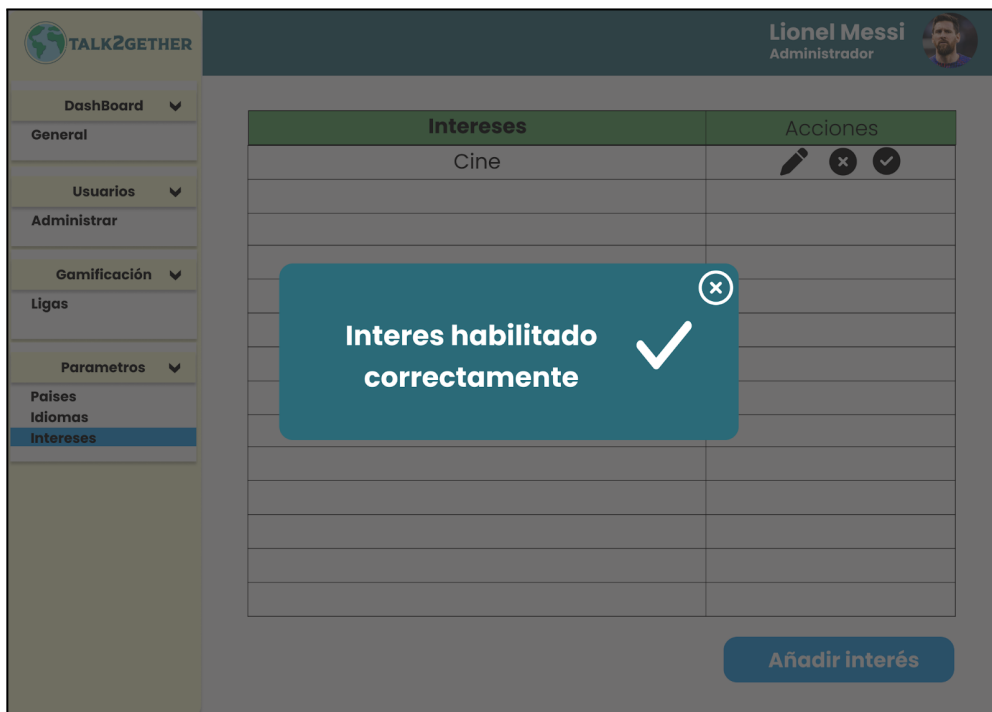 TALK2GETHER
Lionel Messi
Administrador
DashBoard
General
Usuarios
Administrar
Gamificación
Ligas
Parametros
Paises
Idiomas
Intereses
Intereses Acciones
Cine
Interes habilitado
correctamente
Añadir interés